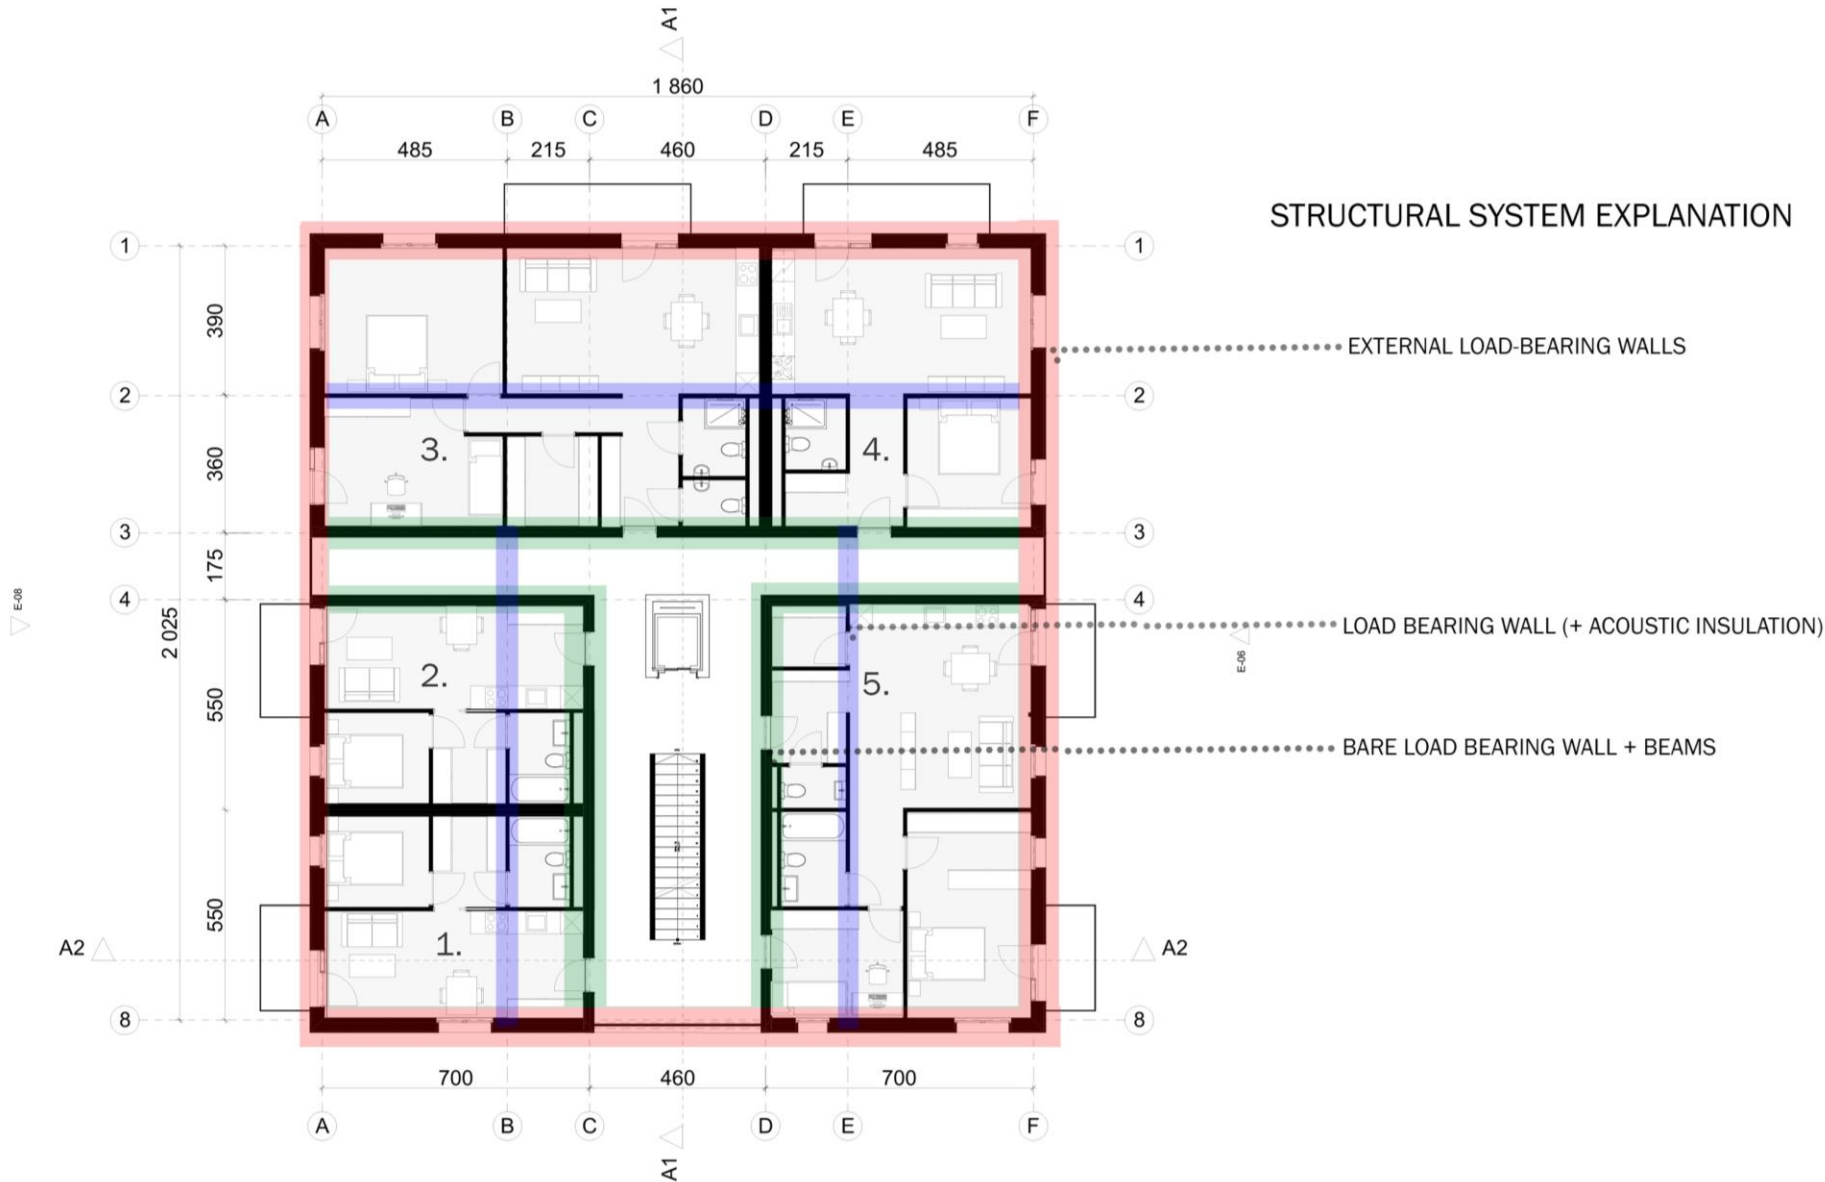 A1
1 860
A B C D E F
485 215 460 215 485
STRUCTURAL SYSTEM EXPLANATION
1 1
390
EXTERNAL LOAD-BEARING WALLS
2 2
360
3. 4.
3 3
175
E-08
4 4
2 025
LOAD BEARING WALL (+ ACOUSTIC INSULATION)
E-06
2. 5.
550
BARE LOAD BEARING WALL + BEAMS
550
1.
A2 A2
8 8
700 460 700
A B C D E F
A1